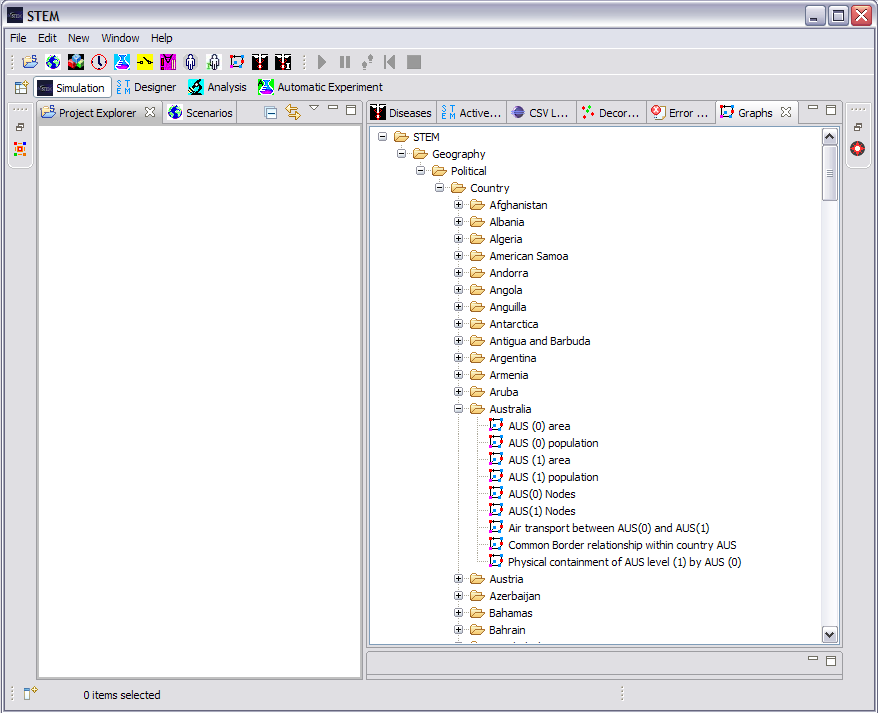 STEM
File Edit New Window Help
Simulation Designer Analysis Automatic Experiment
Project Explorer Scenarios
Diseases Active... CSV L... Decor... Error ... Graphs
STEM
Geography
Political
Country
Afghanistan
Albania
Algeria
American Samoa
Andorra
Angola
Anguilla
Antarctica
Antigua and Barbuda
Argentina
Armenia
Aruba
Australia
AUS (0) area
AUS (0) population
AUS (1) area
AUS (1) population
AUS(0) Nodes
AUS(1) Nodes
Air transport between AUS(0) and AUS(1)
Common Border relationship within country AUS
Physical containment of AUS level (1) by AUS (0)
Austria
Azerbaijan
Bahamas
Bahrain
0 items selected